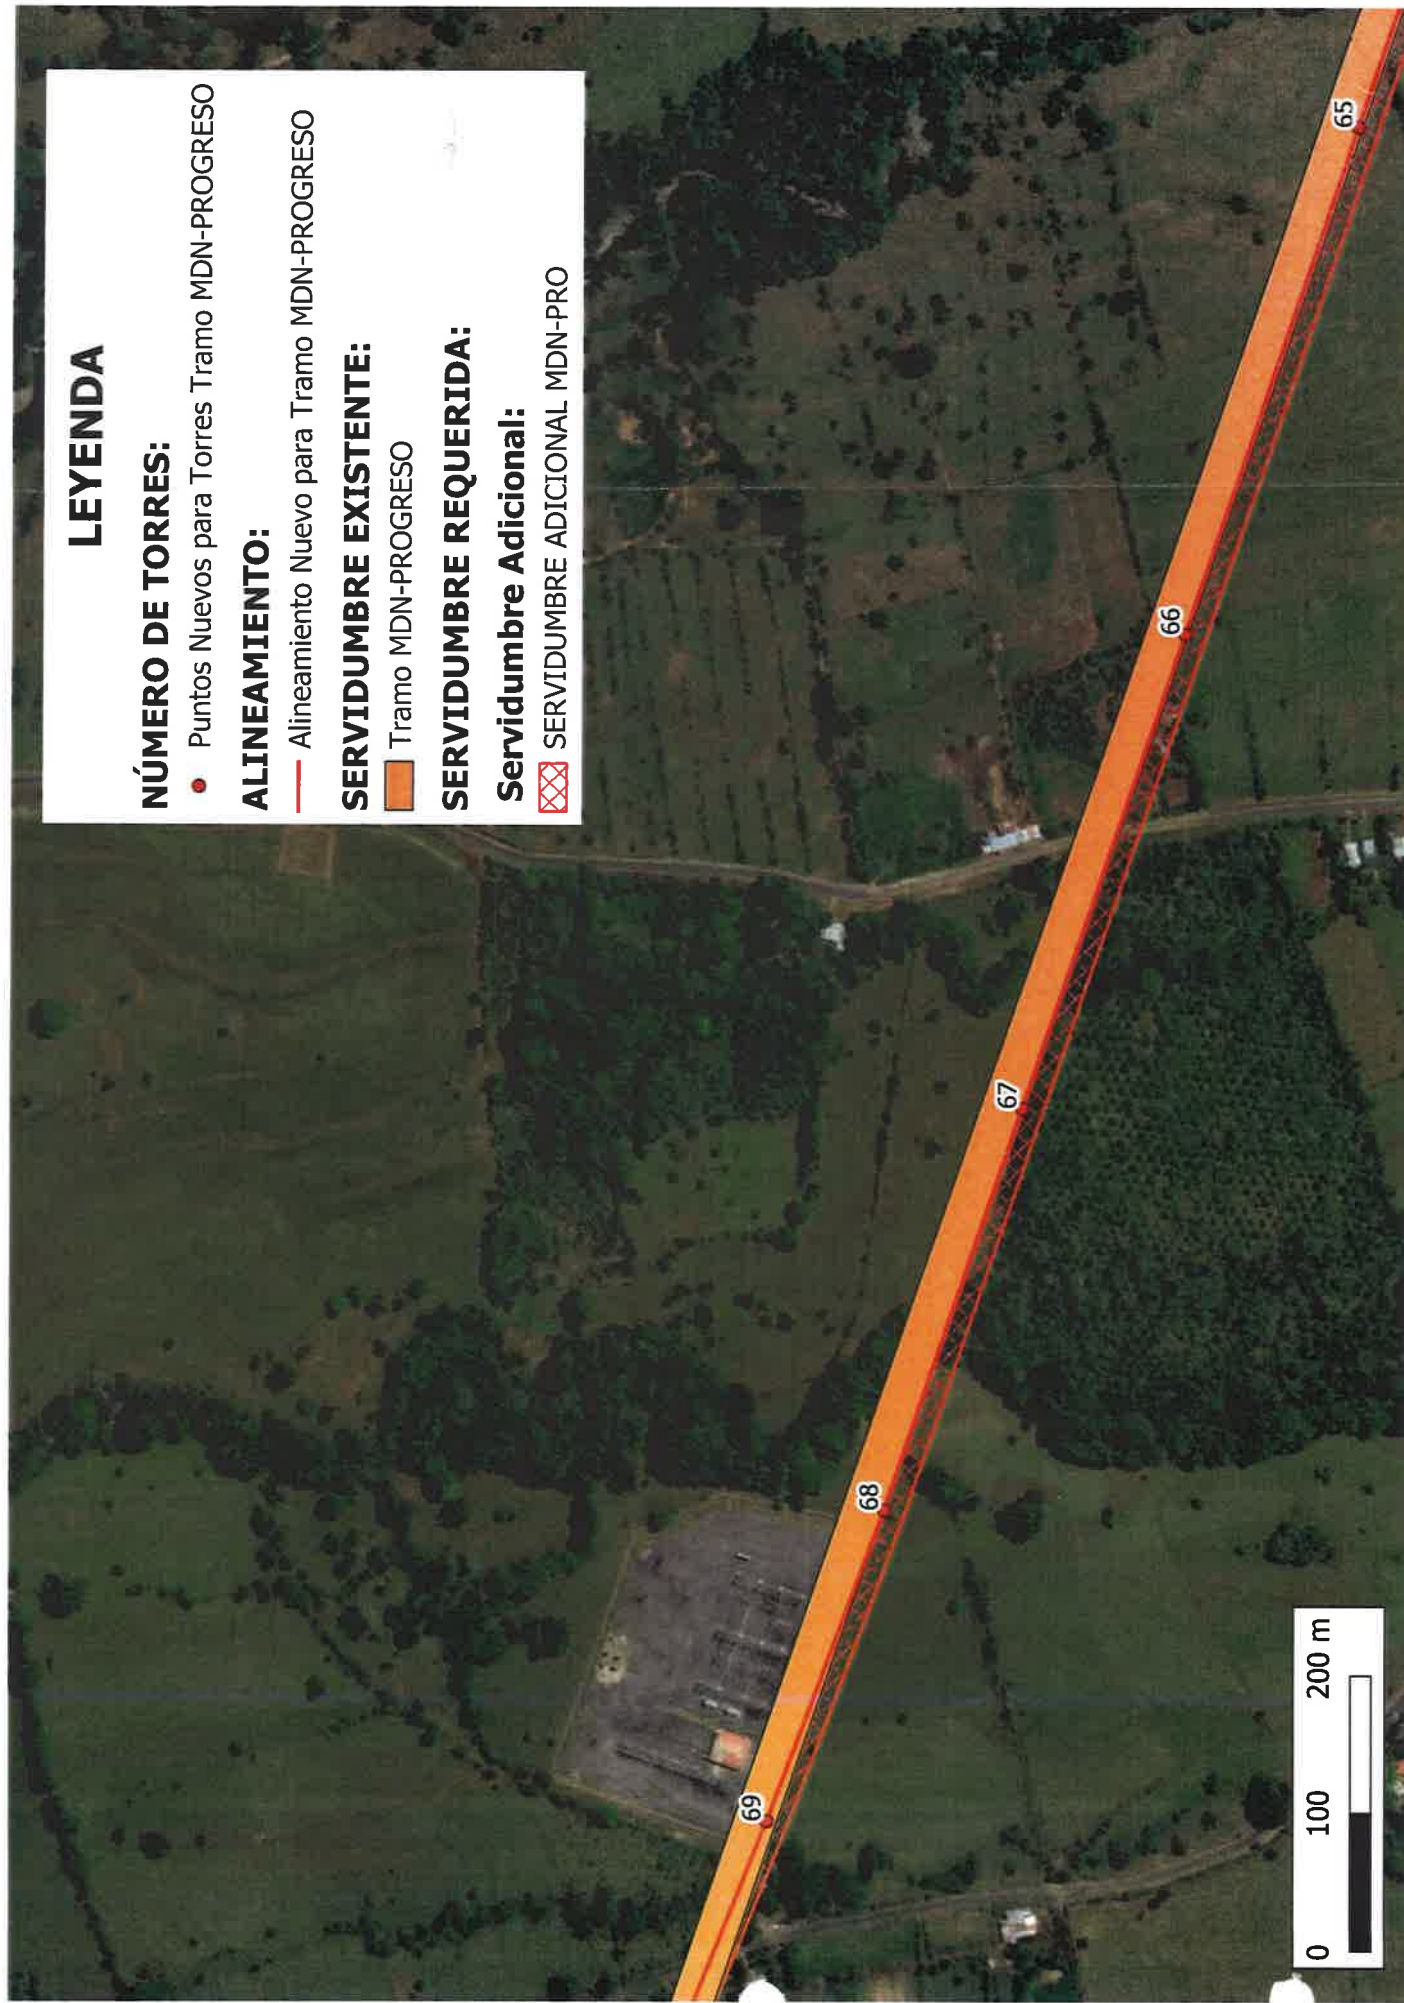 LEYENDA
NÚMERO DE TORRES:
Puntos Nuevos para Torres Tramo MDN-PROGRESO
ALINEAMIENTO:
Alineamiento Nuevo para Tramo MDN-PROGRESO
SERVIDUMBRE EXISTENTE:
Tramo MDN-PROGRESO
SERVIDUMBRE REQUERIDA:
Servidumbre Adicional:
SERVIDUMBRE ADICIONAL MDN-PRO
69
68
67
66
65
0 100 200 m